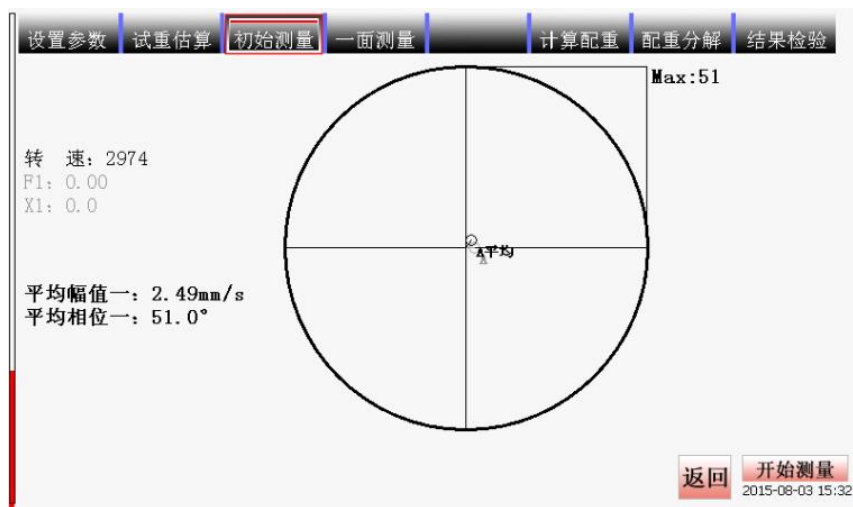 设置参数 试重估算 初始测量 一面测量 计算配重 配重分解 结果检验
Max:51
转 速: 2974
F1: 0.00
X1: 0.0
A平均
A
平均幅值一: 2.49mm/s
平均相位一: 51.0°
返回 开始测量
2015-08-03 15:32